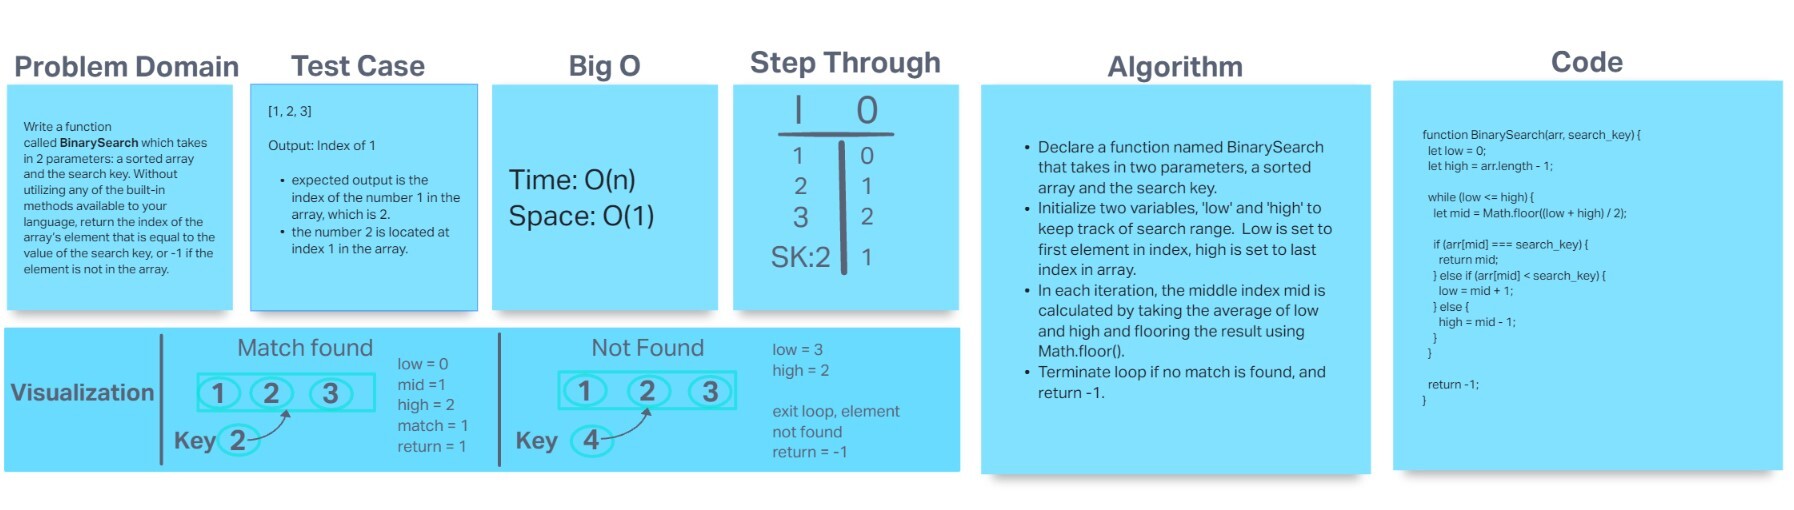 Problem Domain
Write a function
called BinarySearch which takes
in 2 parameters: a sorted array
and the search key. Without
utilizing any of the built-in
methods available to your
language, return the index of the
array's element that is equal to the
value of the search key, or -1 if the
element is not in the array.
Test Case
[1, 2, 3]
Output: Index of 1
• expected output is the
index of the number 1 in the
array, which is 2.
• the number 2 is located at
index 1 in the array.
Big O
Time: O(n)
Space: O(1)
Step Through
I O
1 0
2 1
3 2
SK:2 1
Visualization
Match found
1 2 3
Key 2
low = 0
mid =1
high = 2
match = 1
return = 1
Not Found
1 2 3
Key 4
low = 3
high = 2
exit loop, element
not found
return = -1
Algorithm
• Declare a function named BinarySearch
that takes in two parameters, a sorted
array and the search key.
• Initialize two variables, 'low' and 'high' to
keep track of search range. Low is set to
first element in index, high is set to last
index in array.
• In each iteration, the middle index mid is
calculated by taking the average of low
and high and flooring the result using
Math.floor().
• Terminate loop if no match is found, and
return -1.
Code
function BinarySearch(arr, search_key) {
let low = 0;
let high = arr.length - 1;
while (low <= high) {
let mid = Math.floor((low + high) / 2);
if (arr[mid] === search_key) {
return mid;
} else if (arr[mid] < search_key) {
low = mid + 1;
} else {
high = mid - 1;
}
}
return -1;
}